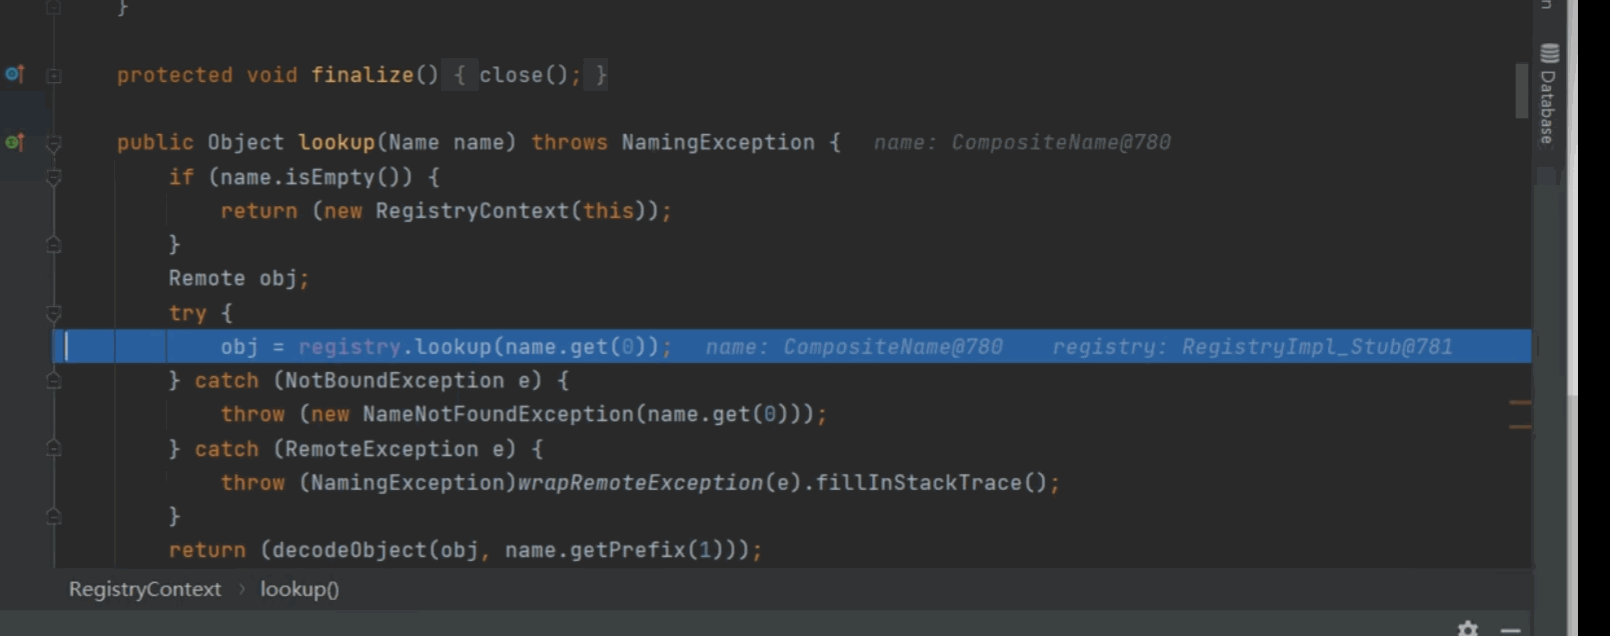 }
protected void finalize() { close(); }
public Object lookup(Name name) throws NamingException {   name: CompositeName@780
if (name.isEmpty()) {
return (new RegistryContext(this));
}
Remote obj;
try {
obj = registry.lookup(name.get(0));   name: CompositeName@780   registry: RegistryImpl_Stub@781
} catch (NotBoundException e) {
throw (new NameNotFoundException(name.get(0)));
} catch (RemoteException e) {
throw (NamingException)wrapRemoteException(e).fillInStackTrace();
}
return (decodeObject(obj, name.getPrefix(1)));
RegistryContext › lookup()
Database